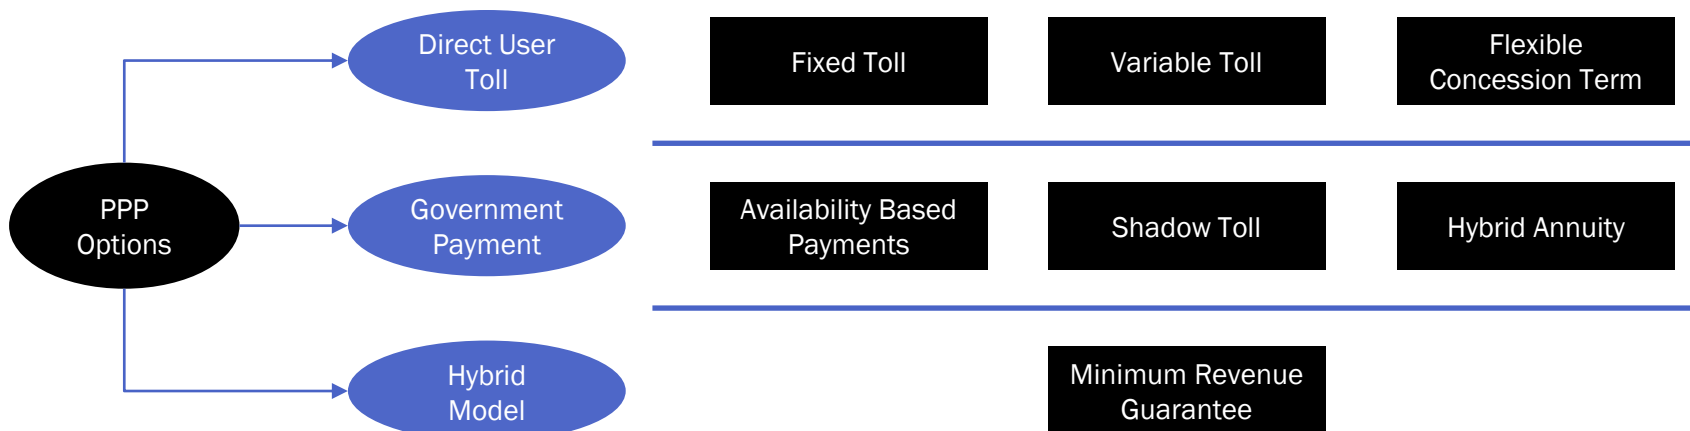 Direct User
Toll
Fixed Toll
Variable Toll
Flexible
Concession Term
PPP
Options
Government
Payment
Availability Based
Payments
Shadow Toll
Hybrid Annuity
Hybrid
Model
Minimum Revenue
Guarantee